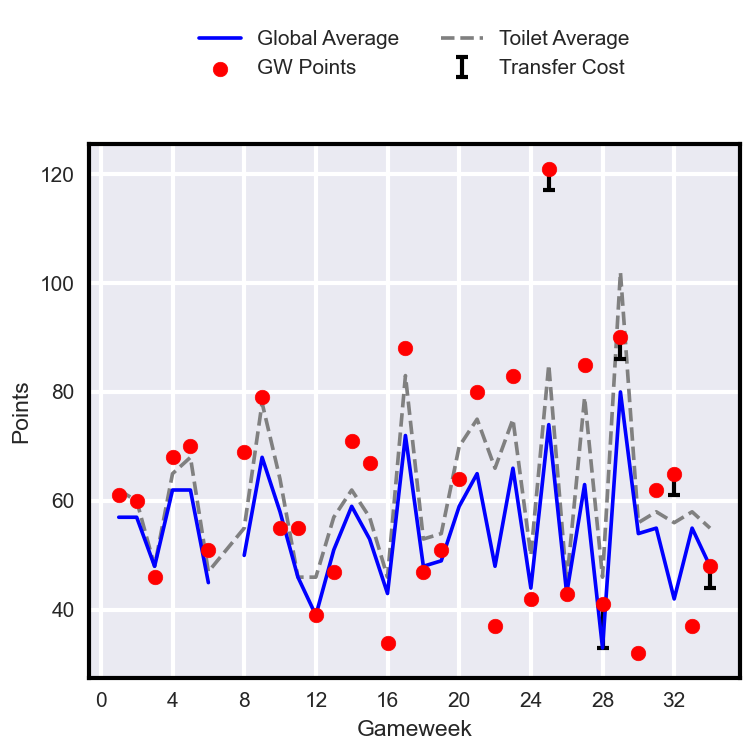 Global Average
GW Points
Toilet Average
Transfer Cost
Points
120
100
80
60
40
0 4 8 12 16 20 24 28 32
Gameweek